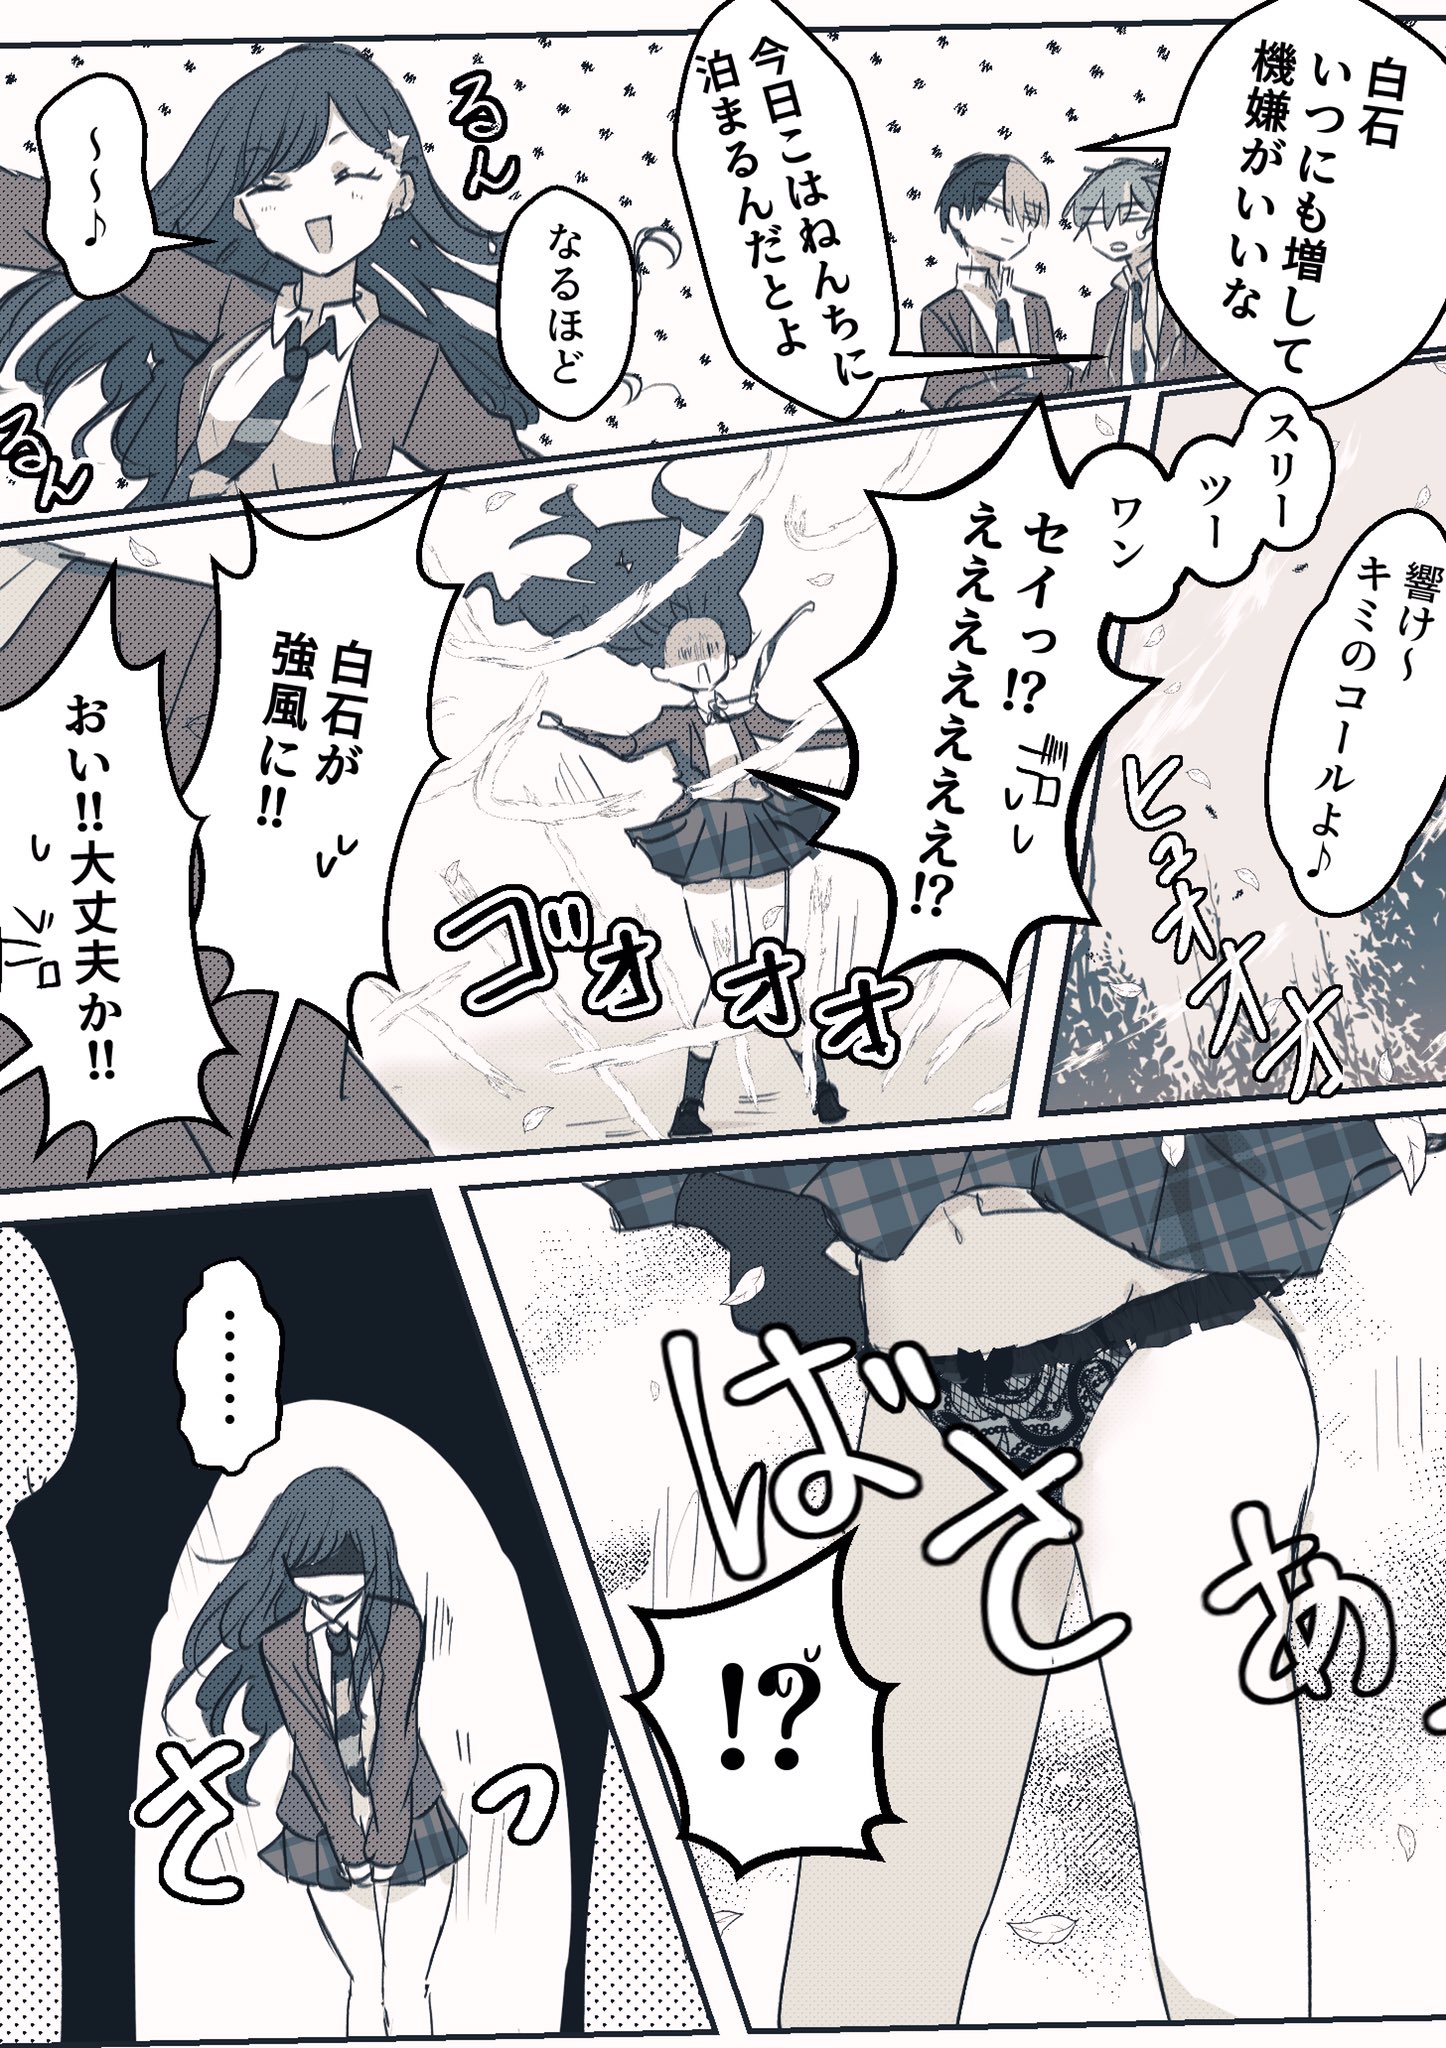 白石
いつにも増して
機嫌がいいな
今日こはねんちに
泊まるんだとよ
なるほど
るん
〜〜♪
るん
響け〜
キミのコールよ♪
スリー
ツー
ワン
ヒュオオオ
セイっ!?
えええええええ!?
ゴオオオ
白石が
強風に!!
おい!!大丈夫か!!
ばさあっ
!?
……
さっ